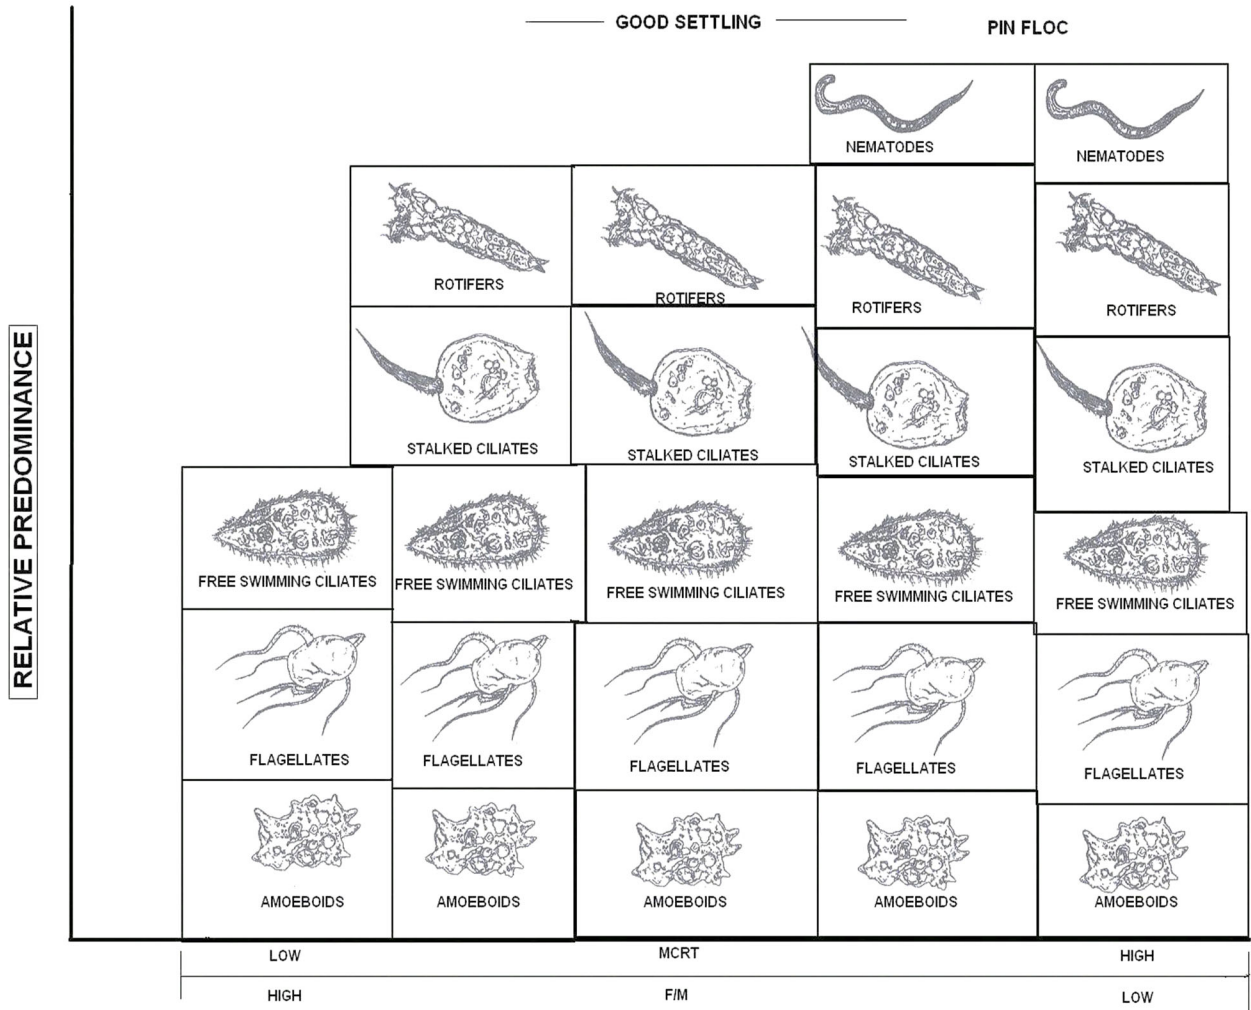 GOOD SETTLING
PIN FLOC
NEMATODES
NEMATODES
ROTIFERS
ROTIFERS
ROTIFERS
ROTIFERS
STALKED CILIATES
STALKED CILIATES
STALKED CILIATES
STALKED CILIATES
FREE SWIMMING CILIATES
FREE SWIMMING CILIATES
FREE SWIMMING CILIATES
FREE SWIMMING CILIATES
FREE SWIMMING CILIATES
FLAGELLATES
FLAGELLATES
FLAGELLATES
FLAGELLATES
FLAGELLATES
AMOEBOIDS
AMOEBOIDS
AMOEBOIDS
AMOEBOIDS
AMOEBOIDS
RELATIVE PREDOMINANCE
LOW MCRT HIGH
HIGH F/M LOW